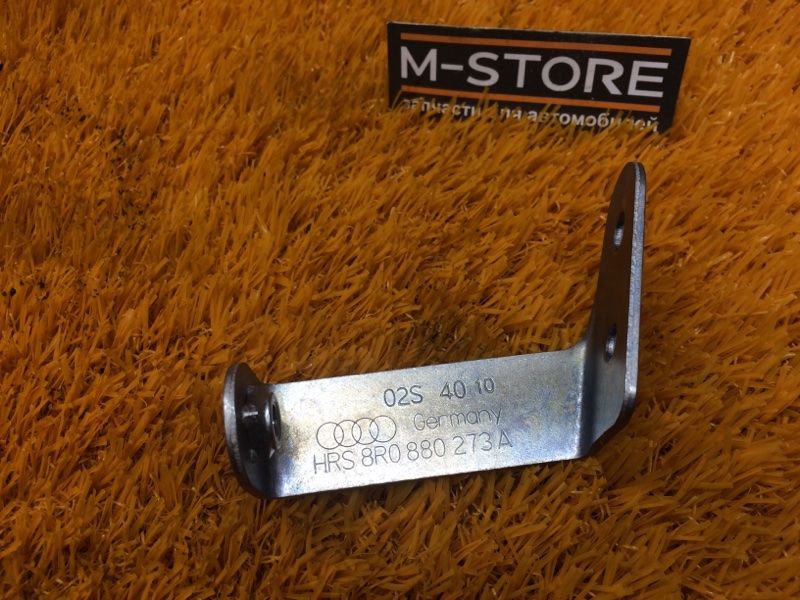 M-STORE
запчасти для автомобилей
02S 40 10
Germany
HRS 8R0 880 273 A